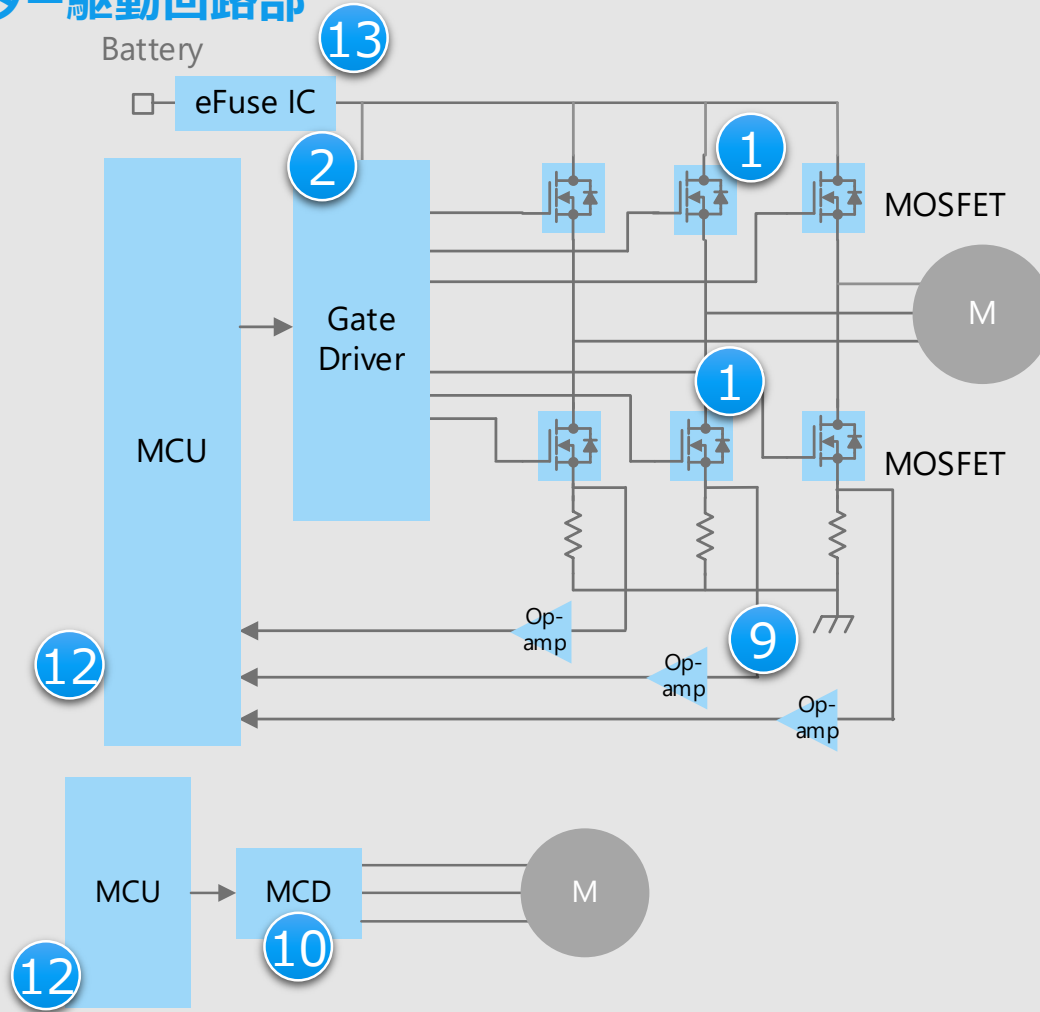 ター駆動回路部
Battery
13
eFuse IC
2
1
MOSFET
Gate
Driver
M
1
MCU
MOSFET
Op-
amp
9
12
Op-
amp
Op-
amp
MCU
MCD
M
10
12